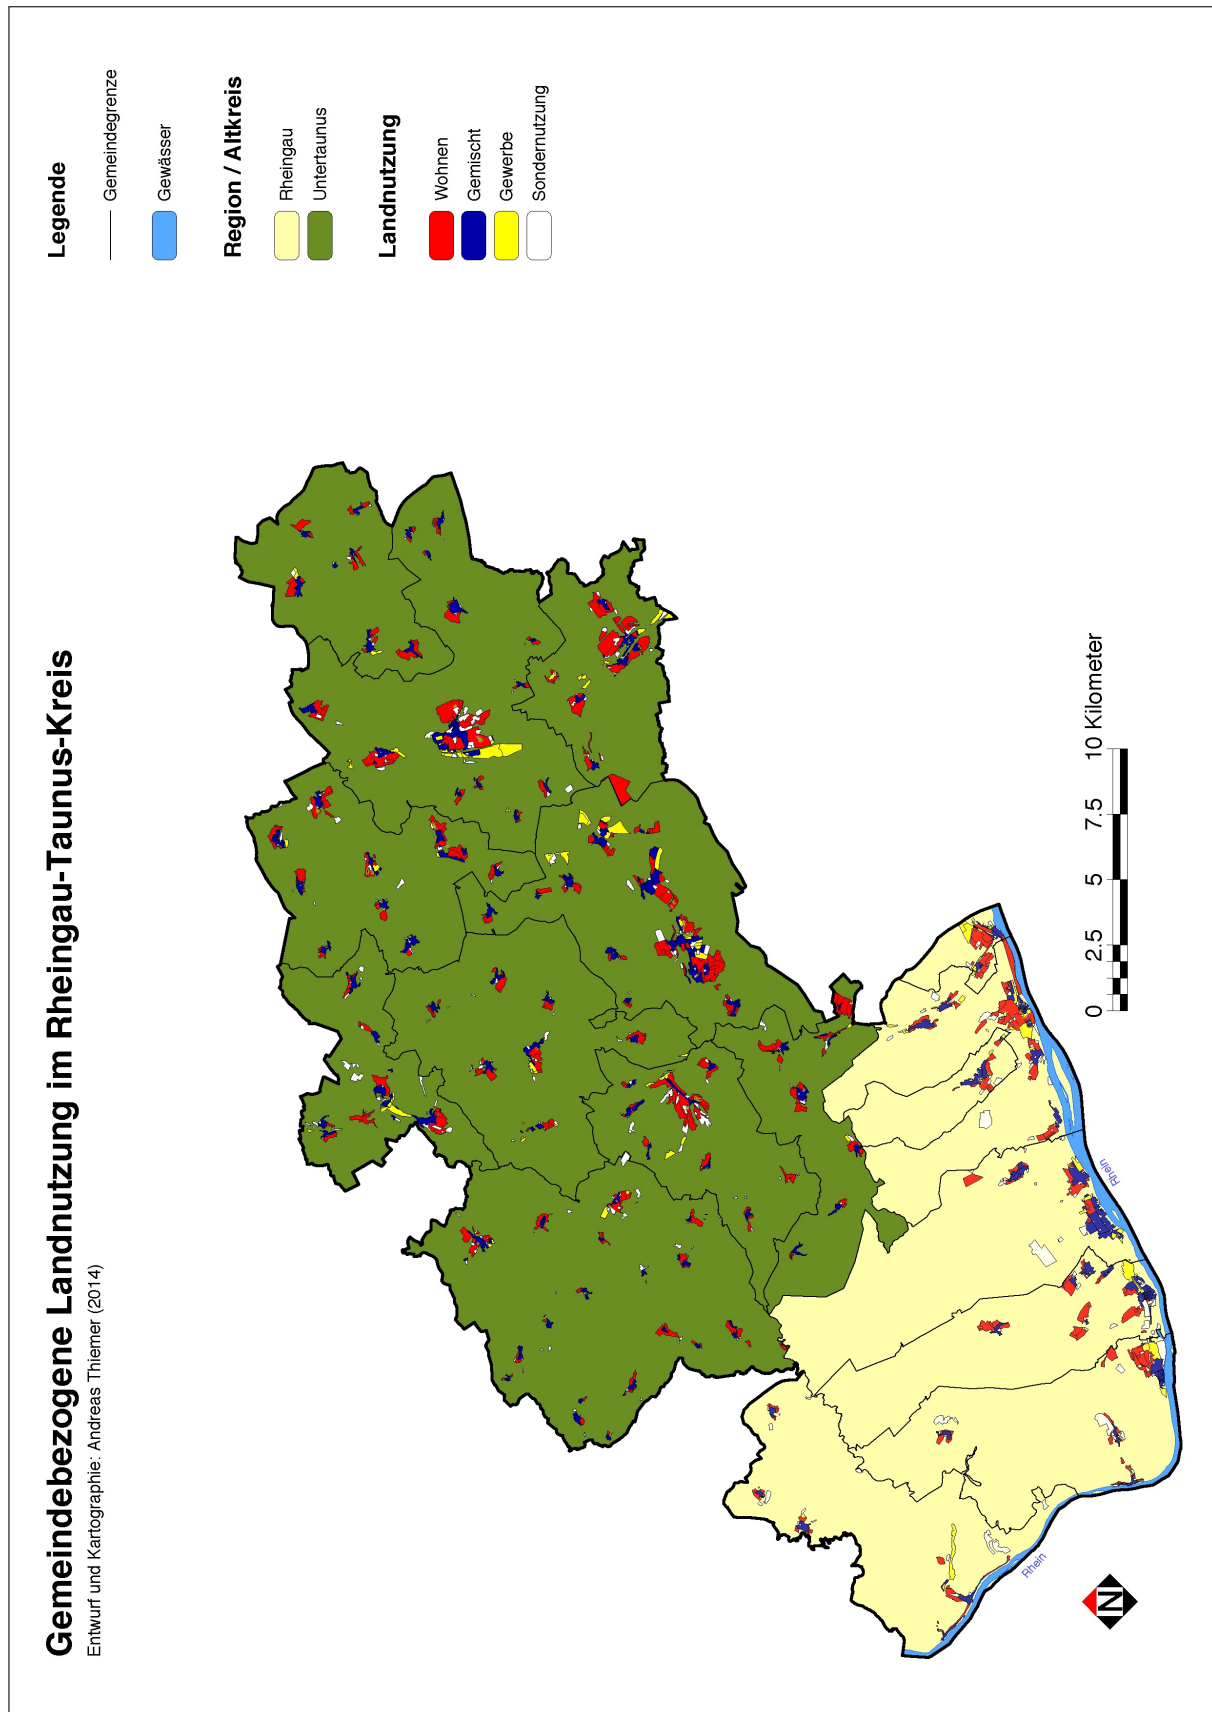 Gemeindebezogene Landnutzung im Rheingau-Taunus-Kreis
Entwurf und Kartographie: Andreas Thiemer (2014)
Legende
Gemeindegrenze
Gewässer
Region / Altkreis
Rheingau
Untertaunus
Landnutzung
Wohnen
Gemischt
Gewerbe
Sondernutzung
Rhein
Rhein
N
0 2.5 5 7.5 10 Kilometer